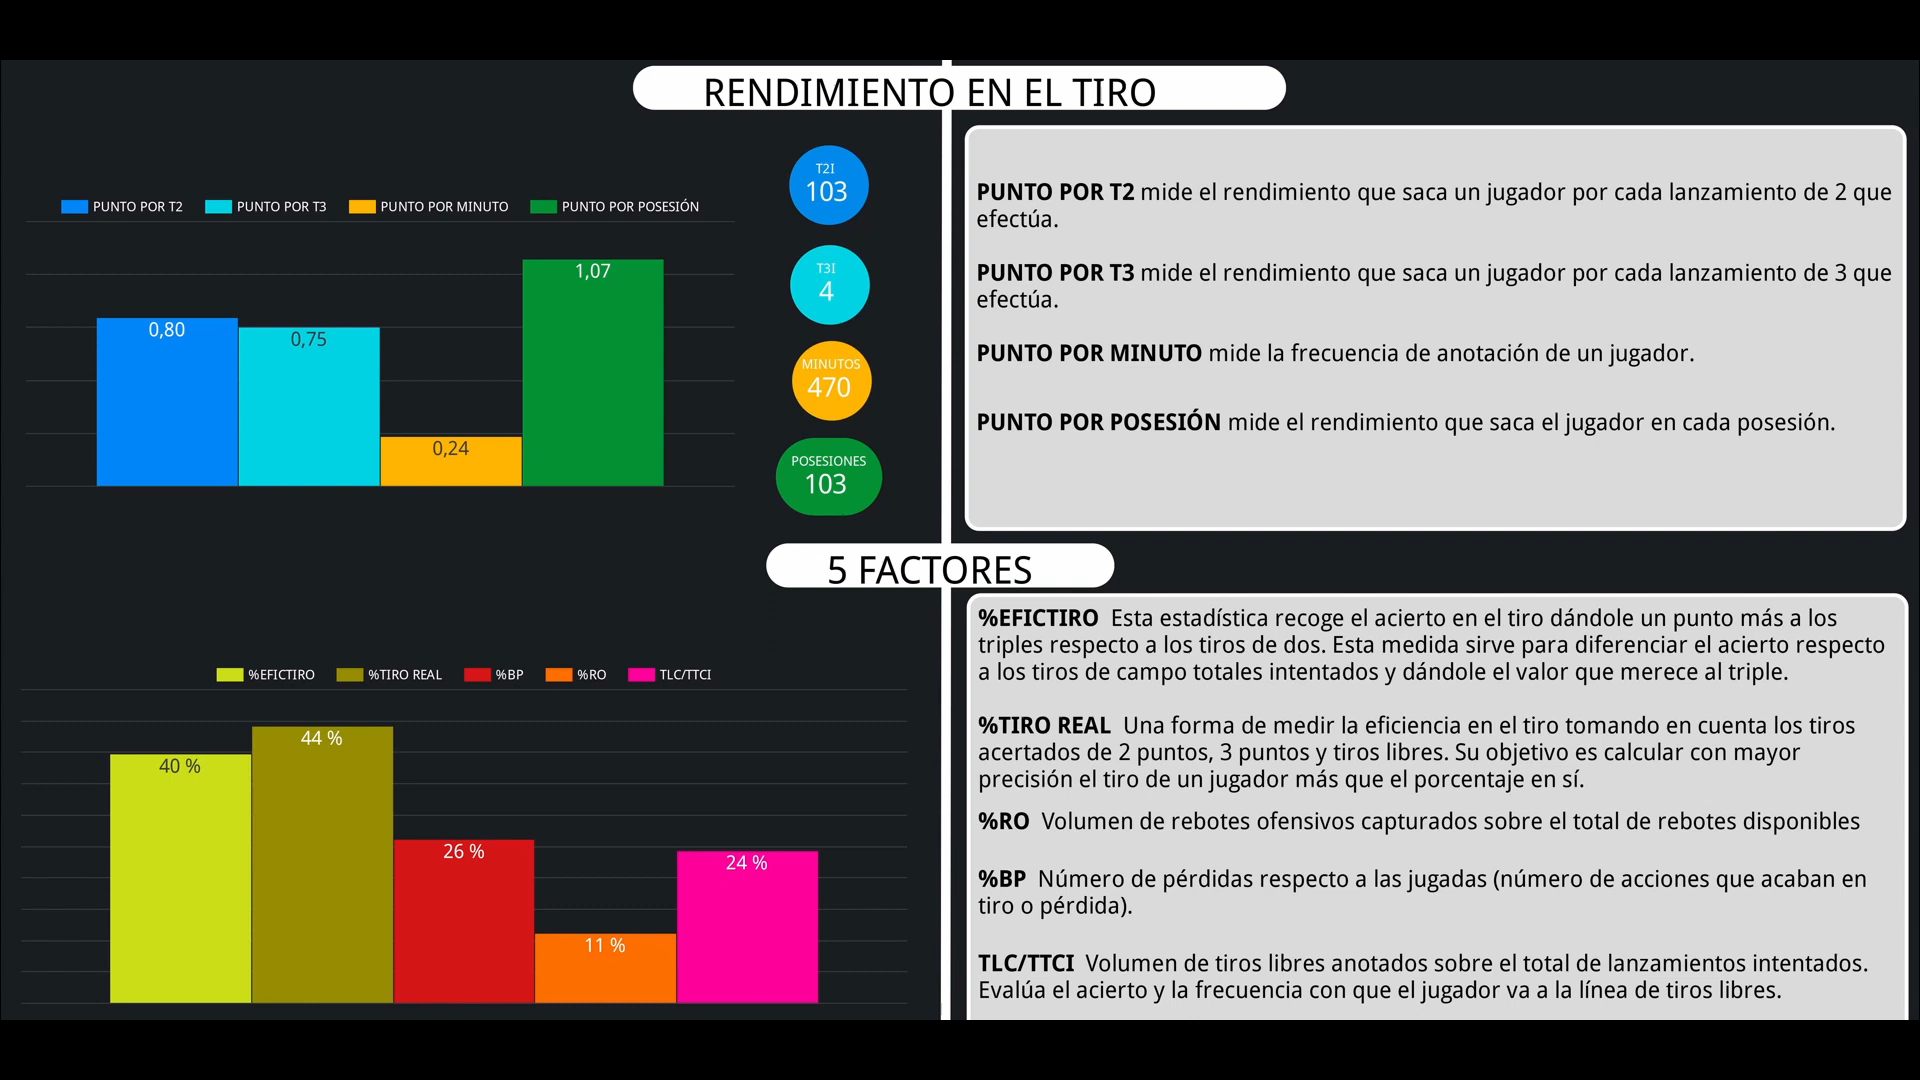 RENDIMIENTO EN EL TIRO
PUNTO POR T2
PUNTO POR T3
PUNTO POR MINUTO
PUNTO POR POSESIÓN
0,80
0,75
0,24
1,07
T2I
103
T3I
4
MINUTOS
470
POSESIONES
103
PUNTO POR T2 mide el rendimiento que saca un jugador por cada lanzamiento de 2 que
efectúa.
PUNTO POR T3 mide el rendimiento que saca un jugador por cada lanzamiento de 3 que
efectúa.
PUNTO POR MINUTO mide la frecuencia de anotación de un jugador.
PUNTO POR POSESIÓN mide el rendimiento que saca el jugador en cada posesión.
5 FACTORES
%EFICTIRO
%TIRO REAL
%BP
%RO
TLC/TTCI
40 %
44 %
26 %
11 %
24 %
%EFICTIRO Esta estadística recoge el acierto en el tiro dándole un punto más a los
triples respecto a los tiros de dos. Esta medida sirve para diferenciar el acierto respecto
a los tiros de campo totales intentados y dándole el valor que merece al triple.
%TIRO REAL Una forma de medir la eficiencia en el tiro tomando en cuenta los tiros
acertados de 2 puntos, 3 puntos y tiros libres. Su objetivo es calcular con mayor
precisión el tiro de un jugador más que el porcentaje en sí.
%RO Volumen de rebotes ofensivos capturados sobre el total de rebotes disponibles
%BP Número de pérdidas respecto a las jugadas (número de acciones que acaban en
tiro o pérdida).
TLC/TTCI Volumen de tiros libres anotados sobre el total de lanzamientos intentados.
Evalúa el acierto y la frecuencia con que el jugador va a la línea de tiros libres.